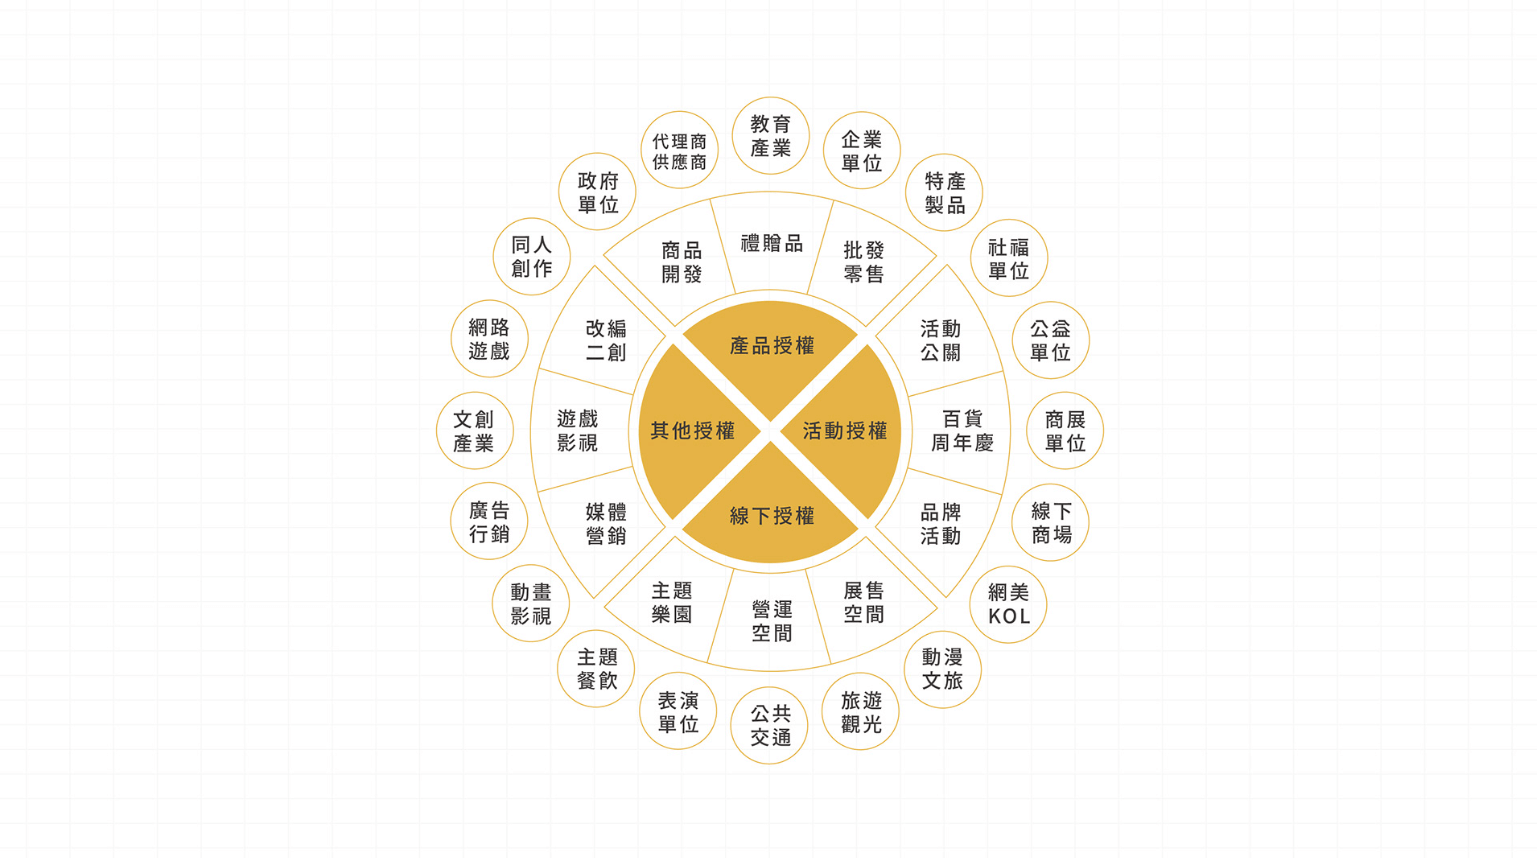 教育
產業
企業
單位
特產
製品
社福
單位
公益
單位
商展
單位
線下
商場
網美
KOL
動漫
文旅
旅遊
觀光
公共
交通
表演
單位
主題
餐飲
動畫
影視
廣告
行銷
文創
產業
網路
遊戲
同人
創作
政府
單位
代理商
供應商
商品
開發
禮贈品
批發
零售
活動
公關
百貨
周年慶
品牌
活動
展售
空間
營運
空間
主題
樂園
媒體
營銷
遊戲
影視
改編
二創
產品授權
活動授權
線下授權
其他授權